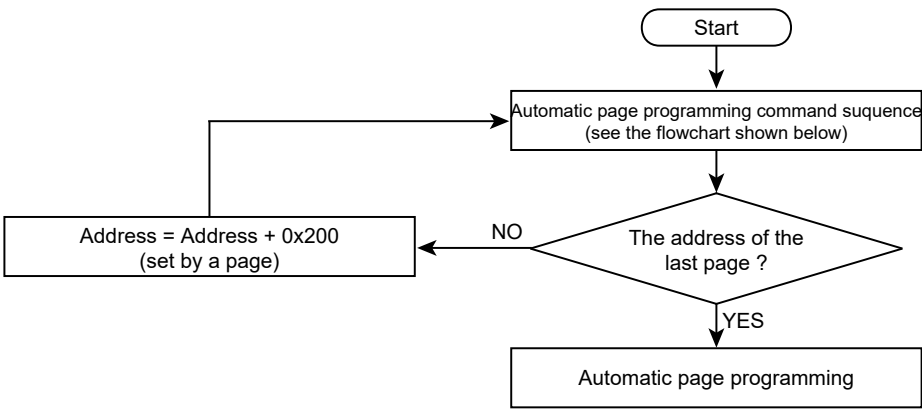 Start
Automatic page programming command suquence
(see the flowchart shown below)
The address of the
last page ?
NO
Address = Address + 0x200
(set by a page)
YES
Automatic page programming